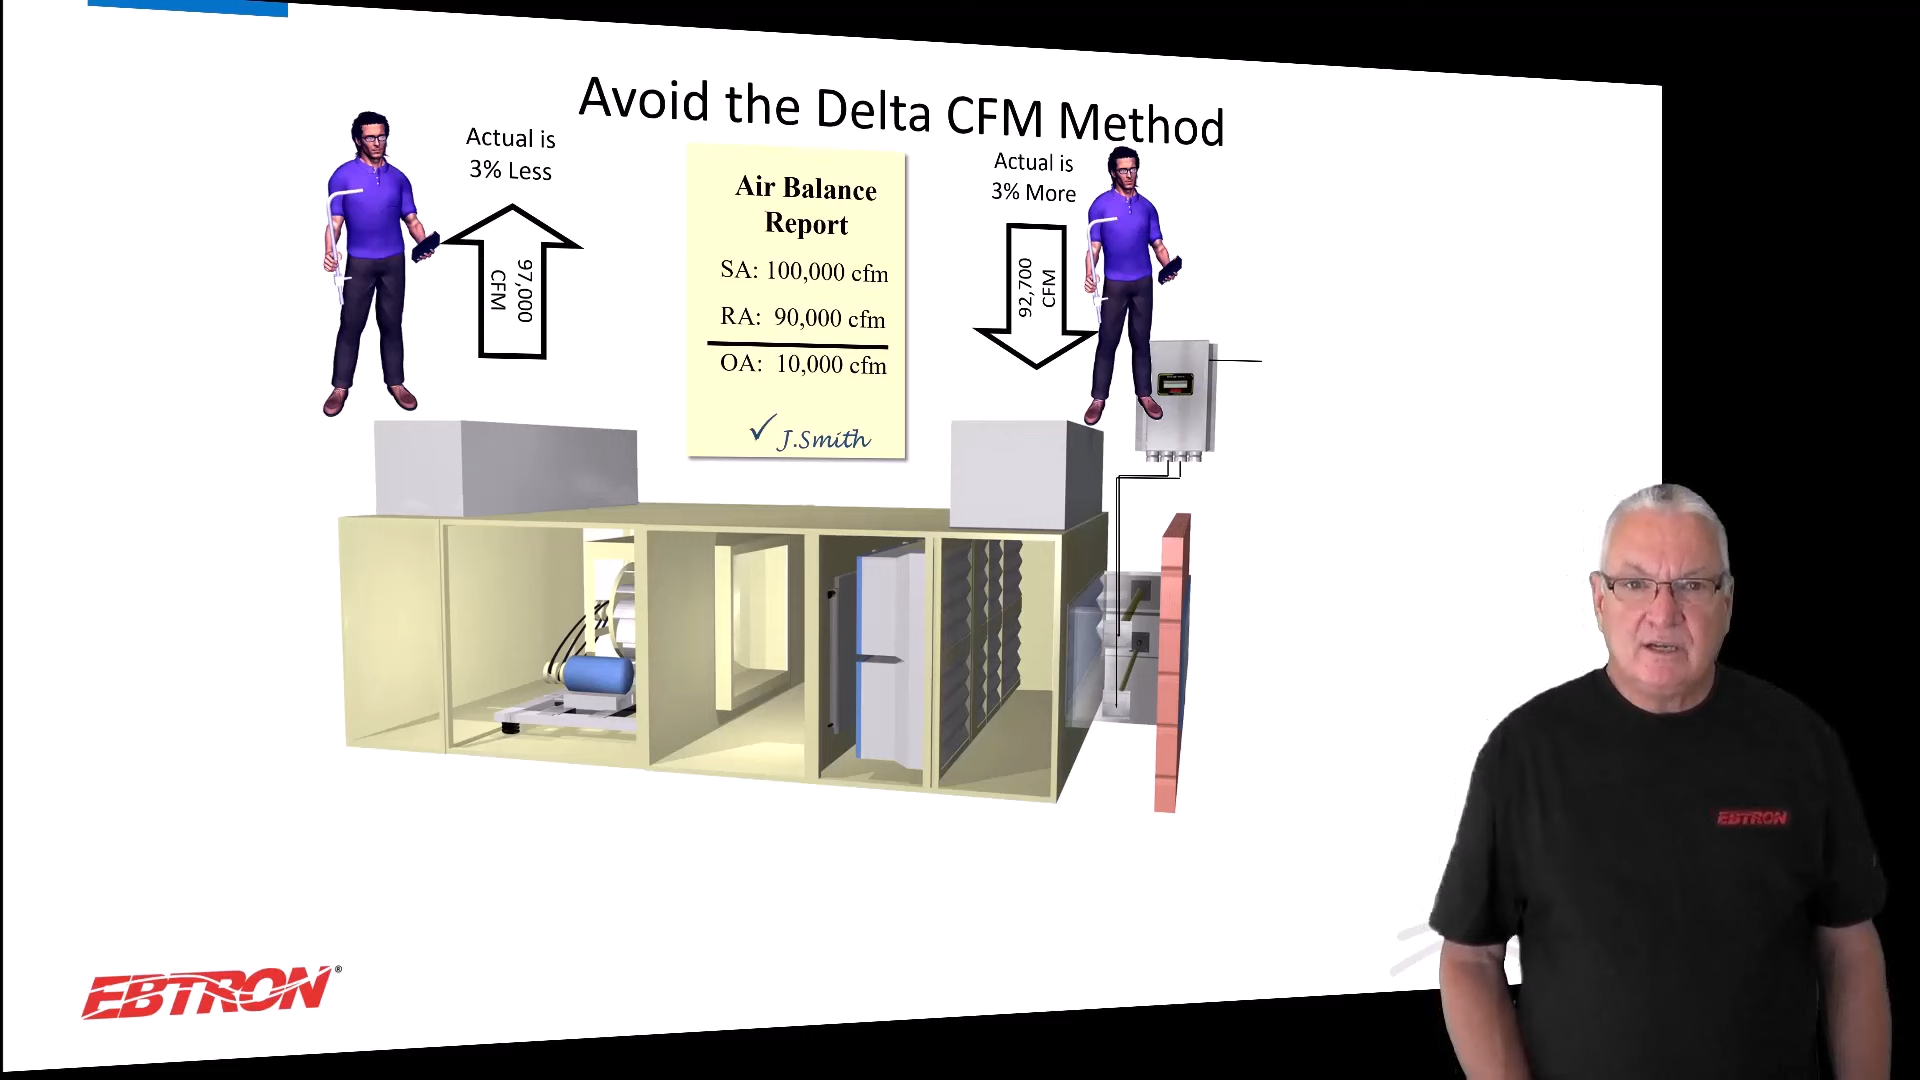 Avoid the Delta CFM Method
Actual is
3% Less
97,000
CFM
Air Balance
Report
SA: 100,000 cfm
RA: 90,000 cfm
OA: 10,000 cfm
✓ J.Smith
Actual is
3% More
92,700
CFM
EBTRON
EBTRON®